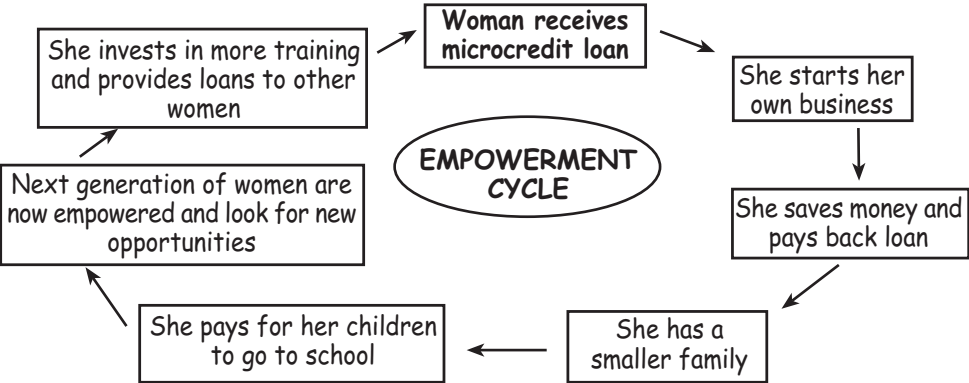 Woman receives
microcredit loan
She starts her
own business
She saves money and
pays back loan
She has a
smaller family
She pays for her children
to go to school
Next generation of women are
now empowered and look for new
opportunities
She invests in more training
and provides loans to other
women
EMPOWERMENT
CYCLE